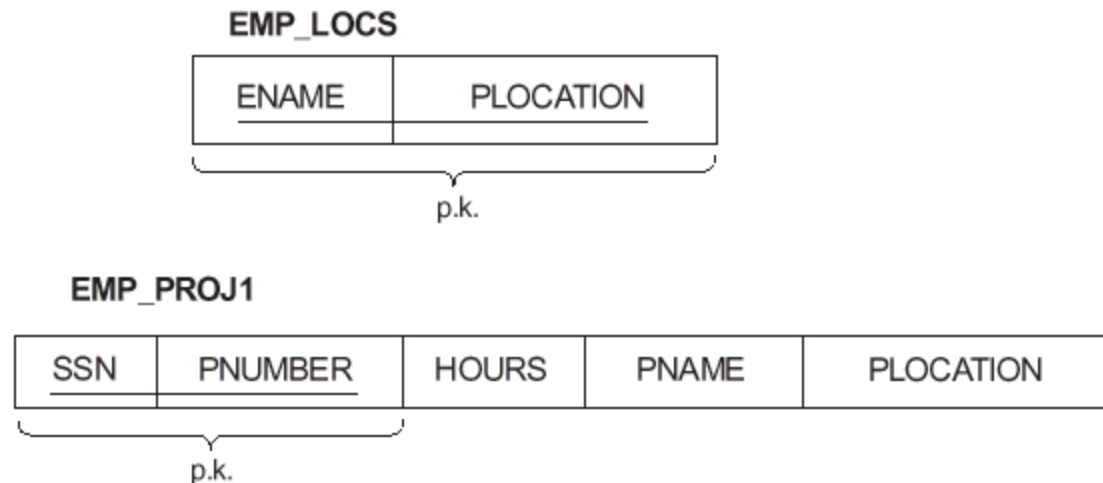 EMP_LOCS
ENAME PLOCATION
p.k.
EMP_PROJ1
SSN PNUMBER HOURS PNAME PLOCATION
p.k.